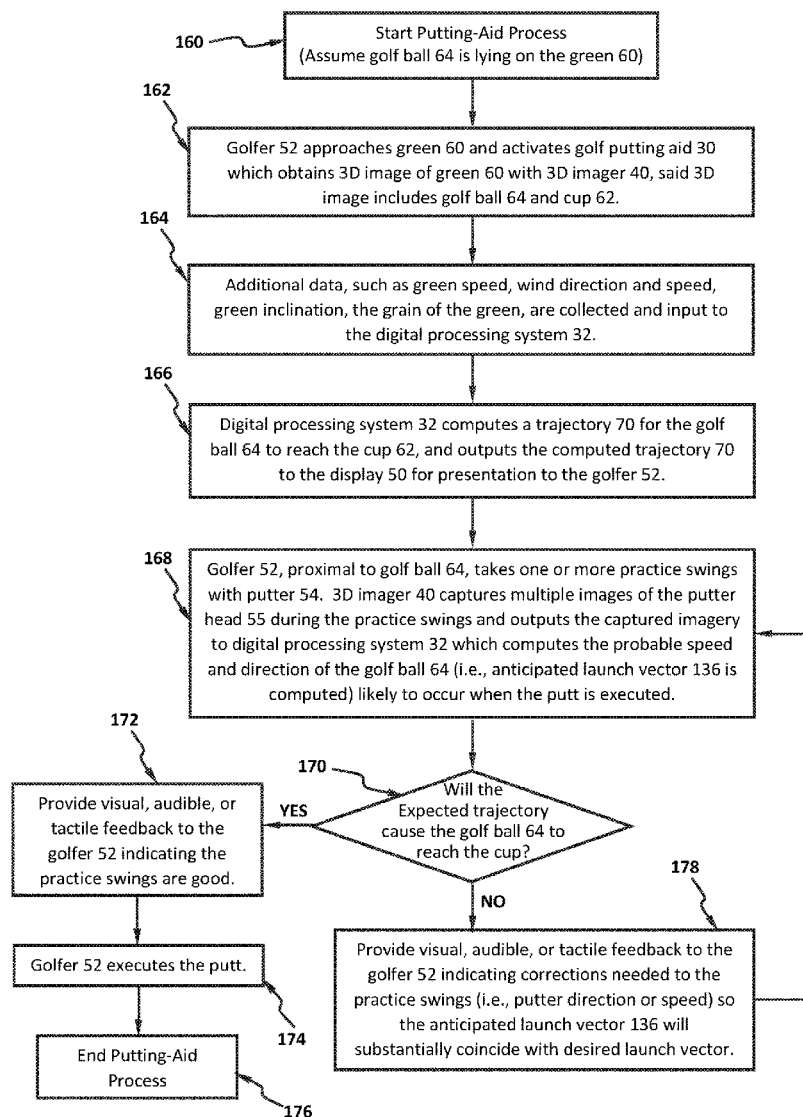 160
Start Putting-Aid Process
(Assume golf ball 64 is lying on the green 60)
162
Golfer 52 approaches green 60 and activates golf putting aid 30
which obtains 3D image of green 60 with 3D imager 40, said 3D
image includes golf ball 64 and cup 62.
164
Additional data, such as green speed, wind direction and speed,
green inclination, the grain of the green, are collected and input to
the digital processing system 32.
166
Digital processing system 32 computes a trajectory 70 for the golf
ball 64 to reach the cup 62, and outputs the computed trajectory 70
to the display 50 for presentation to the golfer 52.
168
Golfer 52, proximal to golf ball 64, takes one or more practice swings
with putter 54. 3D imager 40 captures multiple images of the putter
head 55 during the practice swings and outputs the captured imagery
to digital processing system 32 which computes the probable speed
and direction of the golf ball 64 (i.e., anticipated launch vector 136 is
computed) likely to occur when the putt is executed.
170
Will the
Expected trajectory
cause the golf ball 64 to
reach the cup?
YES
NO
172
Provide visual, audible, or
tactile feedback to the
golfer 52 indicating the
practice swings are good.
Golfer 52 executes the putt.
174
End Putting-Aid
Process
176
178
Provide visual, audible, or tactile feedback to the
golfer 52 indicating corrections needed to the
practice swings (i.e., putter direction or speed) so
the anticipated launch vector 136 will
substantially coincide with desired launch vector.